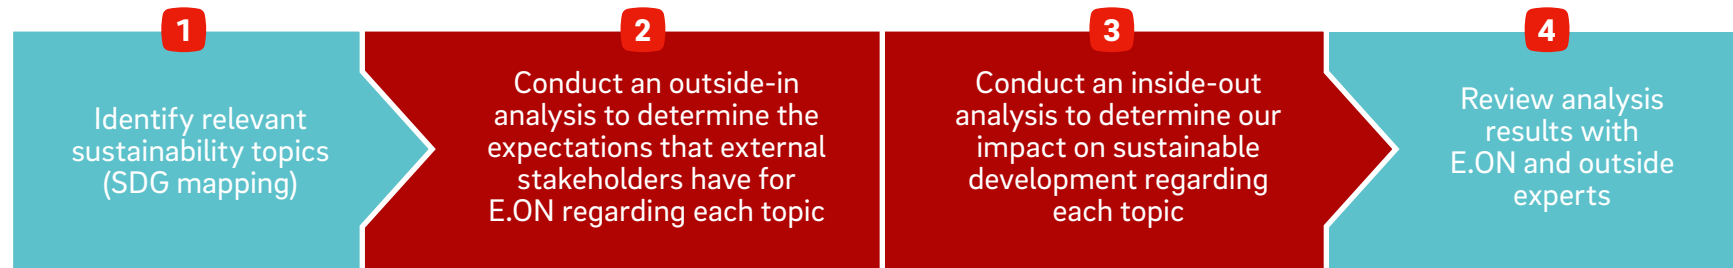 1
Identify relevant
sustainability topics
(SDG mapping)
2
Conduct an outside-in
analysis to determine the
expectations that external
stakeholders have for
E.ON regarding each topic
3
Conduct an inside-out
analysis to determine our
impact on sustainable
development regarding
each topic
4
Review analysis
results with
E.ON and outside
experts